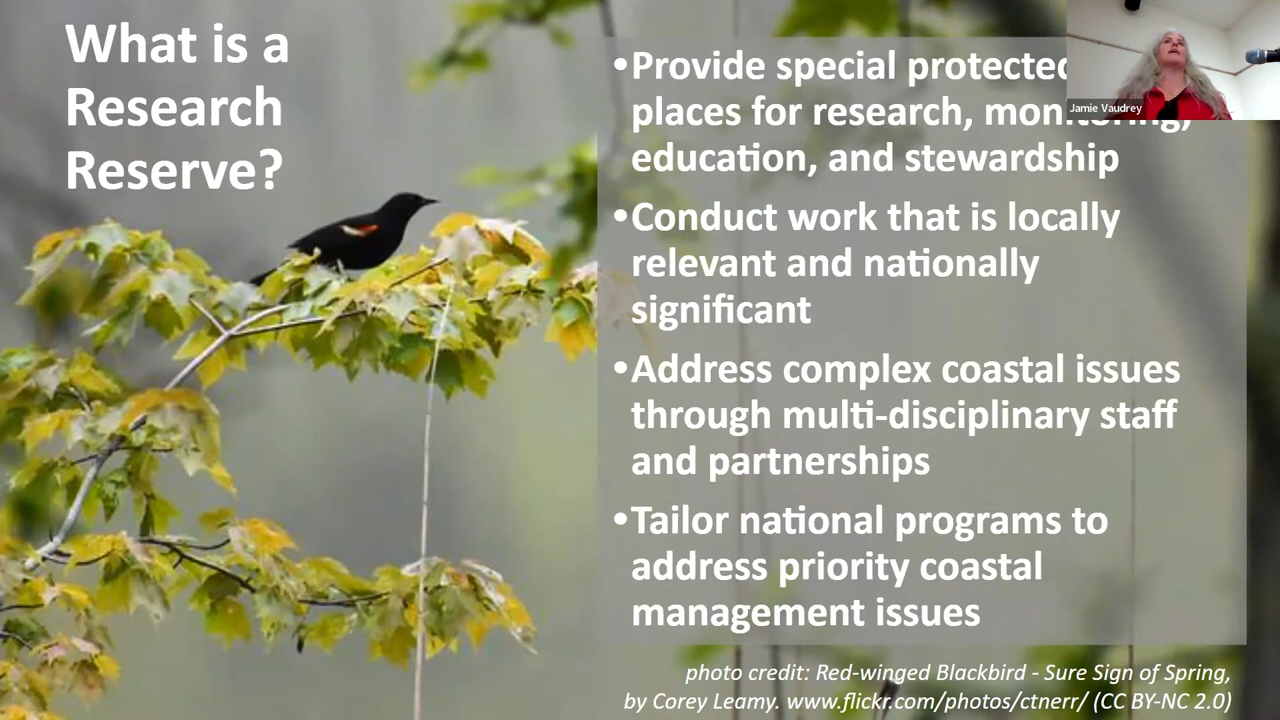 What is a
Research
Reserve?
•Provide special protected
places for research, monitoring,
education, and stewardship
•Conduct work that is locally
relevant and nationally
significant
•Address complex coastal issues
through multi-disciplinary staff
and partnerships
•Tailor national programs to
address priority coastal
management issues
photo credit: Red-winged Blackbird - Sure Sign of Spring,
by Corey Leamy. www.flickr.com/photos/ctnerr/ (CC BY-NC 2.0)
Jamie Vaudrey